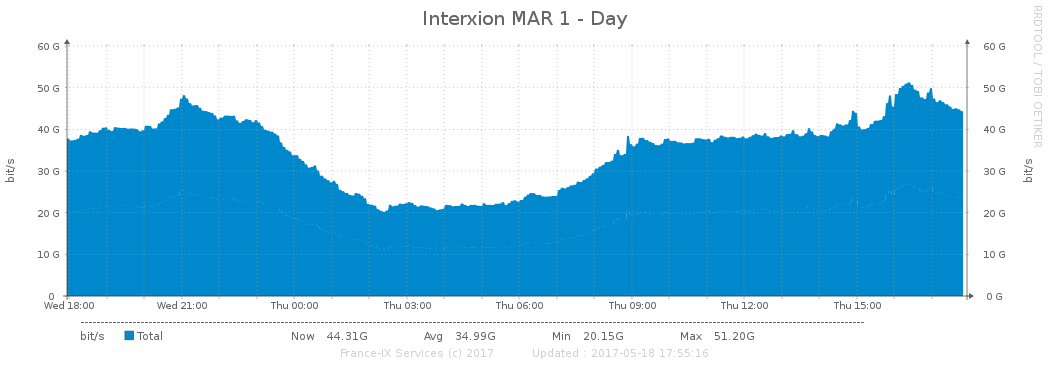 Interxion MAR 1 - Day
RRDTOOL / TOBI OETIKER
60 G 60 G
50 G 50 G
40 G 40 G
30 G 30 G
20 G 20 G
10 G 10 G
0 0 G
bit/s bit/s
Wed 18:00 Wed 21:00 Thu 00:00 Thu 03:00 Thu 06:00 Thu 09:00 Thu 12:00 Thu 15:00
bit/s Total Now 44.31G Avg 34.99G Min 20.15G Max 51.20G
France-IX Services (c) 2017 Updated : 2017-05-18 17:55:16